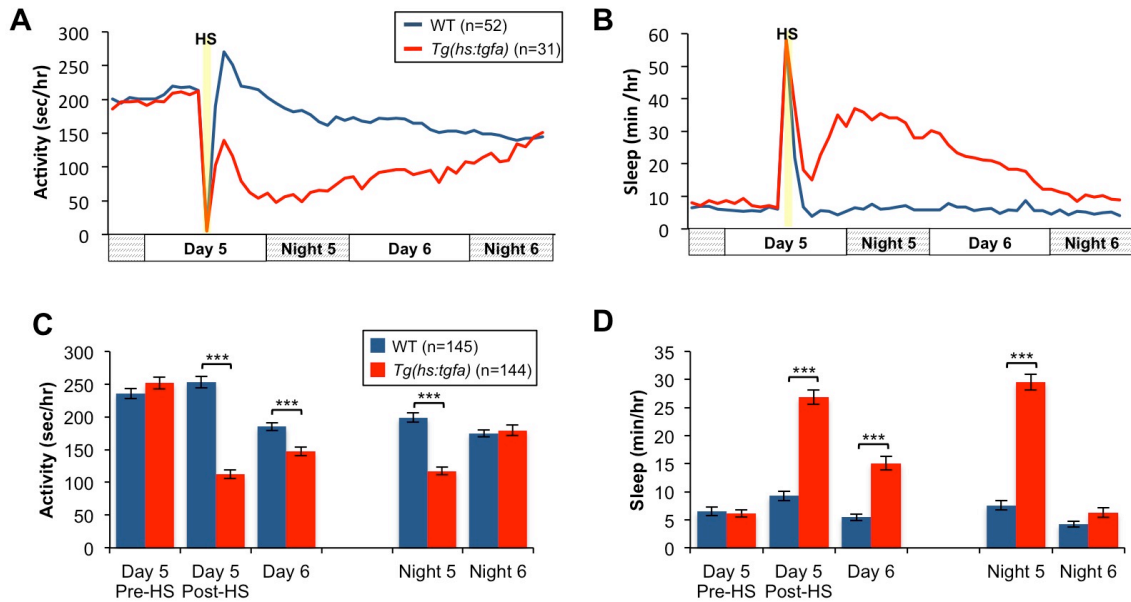 A
HS
WT (n=52)
Tg(hs:tgfa) (n=31)
Activity (sec/hr)
300
250
200
150
100
50
0
Day 5
Night 5
Day 6
Night 6
B
HS
Sleep (min /hr)
60
50
40
30
20
10
0
Day 5
Night 5
Day 6
Night 6
C
WT (n=145)
Tg(hs:tgfa) (n=144)
Activity (sec/hr)
300
250
200
150
100
50
0
***
***
***
Day 5
Pre-HS
Day 5
Post-HS
Day 6
Night 5
Night 6
D
Sleep (min/hr)
35
30
25
20
15
10
5
0
***
***
***
Day 5
Pre-HS
Day 5
Post-HS
Day 6
Night 5
Night 6